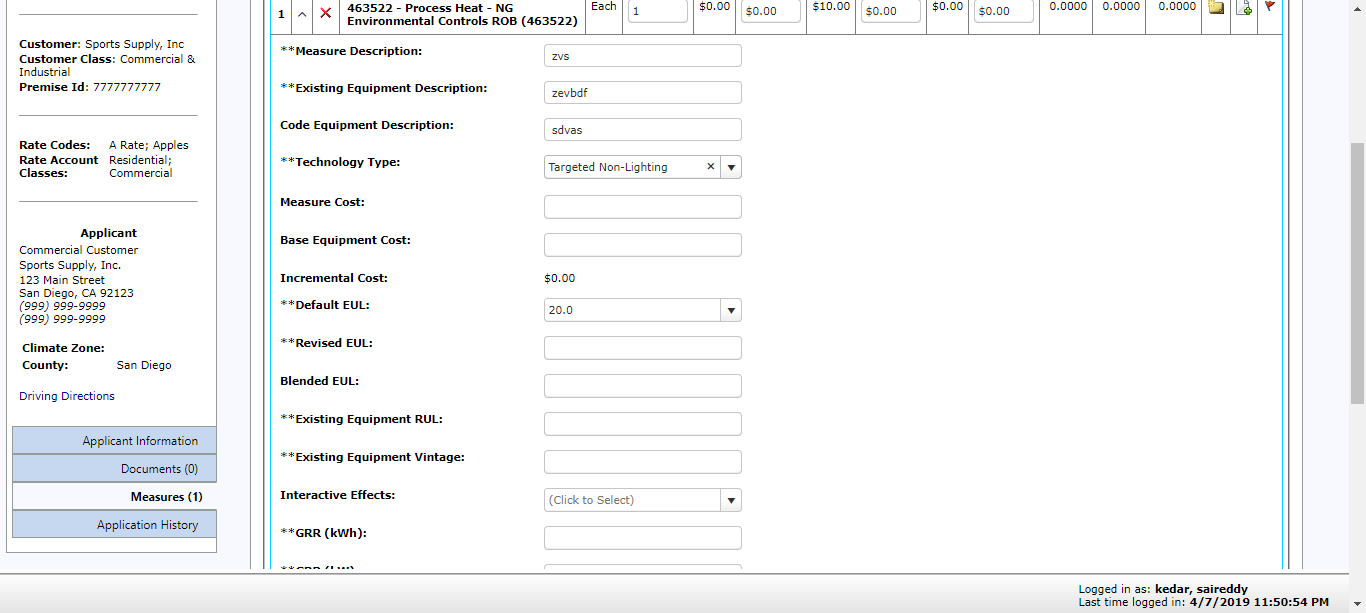 Customer: Sports Supply, Inc
Customer Class: Commercial &
Industrial
Premise Id: 7777777777
Rate Codes: A Rate; Apples
Rate Account Residential;
Classes: Commercial
Applicant
Commercial Customer
Sports Supply, Inc.
123 Main Street
San Diego, CA 92123
(999) 999-9999
(999) 999-9999
Climate Zone:
County: San Diego
Driving Directions
Applicant Information
Documents (0)
Measures (1)
Application History
1 463522 - Process Heat - NG Each 1 $0.00 $0.00 $10.00 $0.00 $0.00 $0.00 0.0000 0.0000 0.0000
Environmental Controls ROB (463522)
**Measure Description: zvs
**Existing Equipment Description: zevbdf
Code Equipment Description: sdvas
**Technology Type: Targeted Non-Lighting
Measure Cost:
Base Equipment Cost:
Incremental Cost: $0.00
**Default EUL: 20.0
**Revised EUL:
Blended EUL:
**Existing Equipment RUL:
**Existing Equipment Vintage:
Interactive Effects: (Click to Select)
**GRR (kWh):
Logged in as: kedar, saireddy
Last time logged in: 4/7/2019 11:50:54 PM